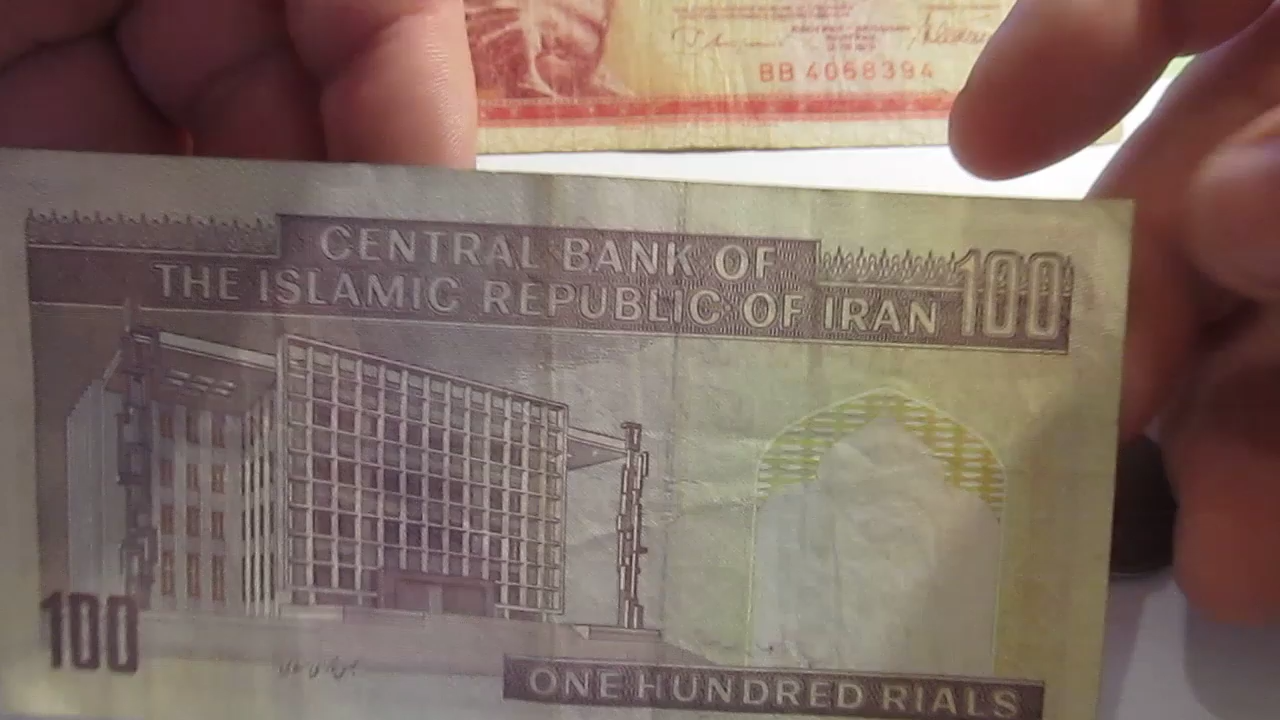 BB 4068394
CENTRAL BANK OF
THE ISLAMIC REPUBLIC OF IRAN 100
100
ONE HUNDRED RIALS